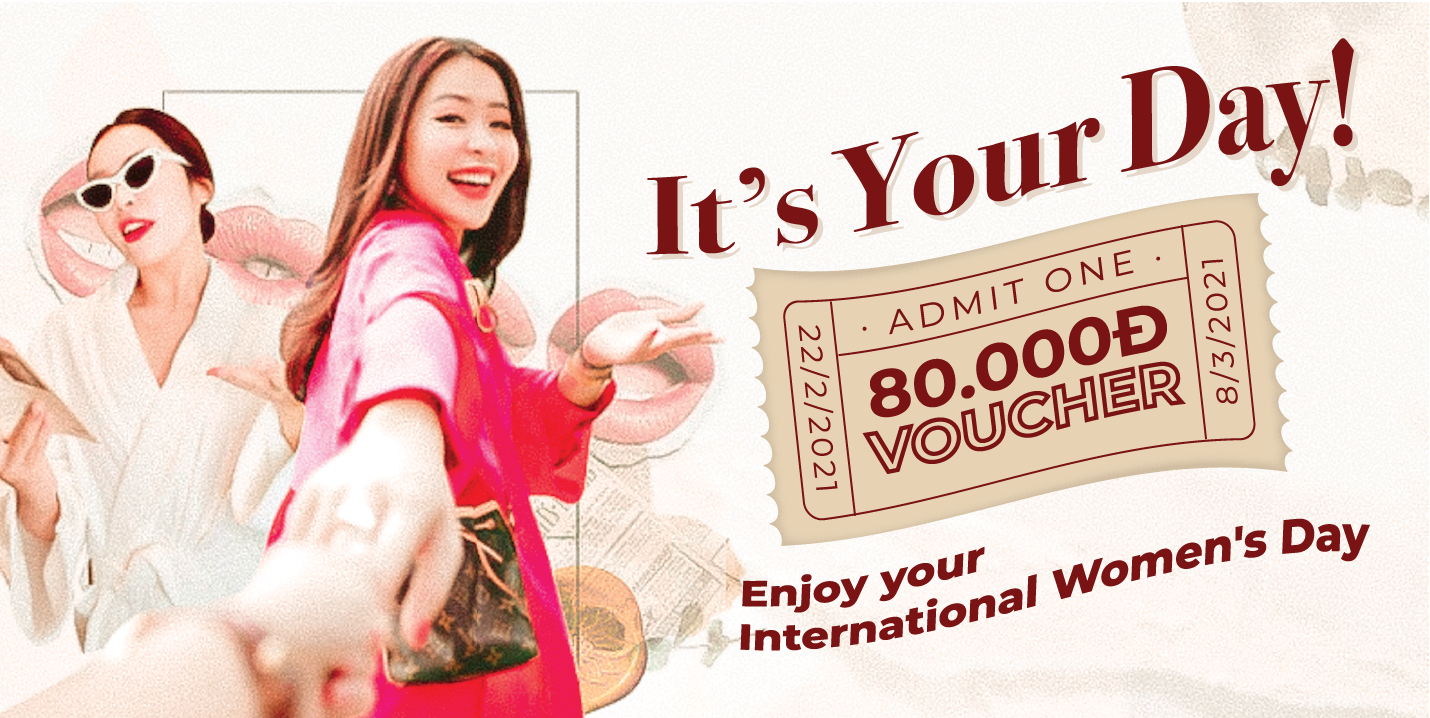 It's Your Day!
· ADMIT ONE ·
22/2/2021
80.000Đ
VOUCHER
8/3/2021
Enjoy your
International Women's Day